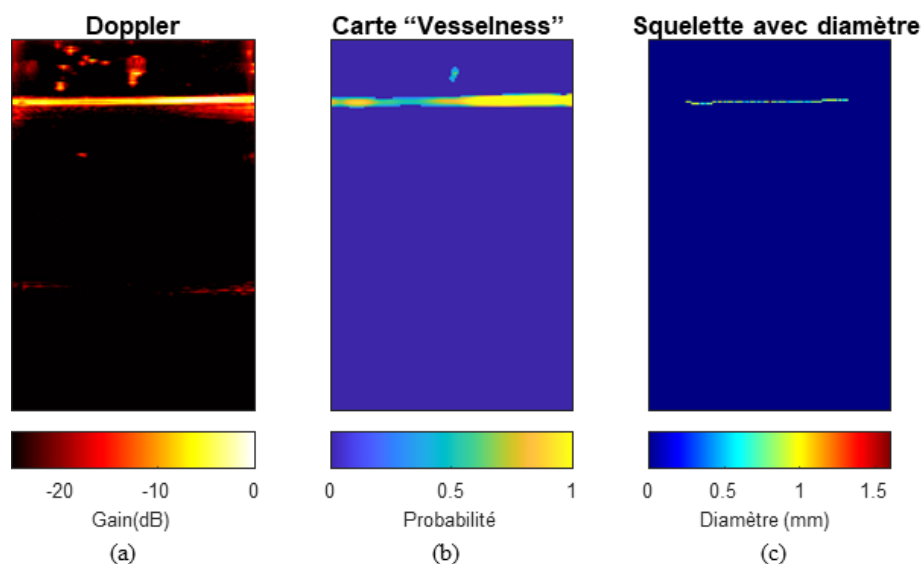 Doppler
Carte “Vesselness”
Squelette avec diamètre
-20 -10 0
0 0.5 1
0 0.5 1 1.5
Gain(dB)
Probabilité
Diamètre (mm)
(a)
(b)
(c)